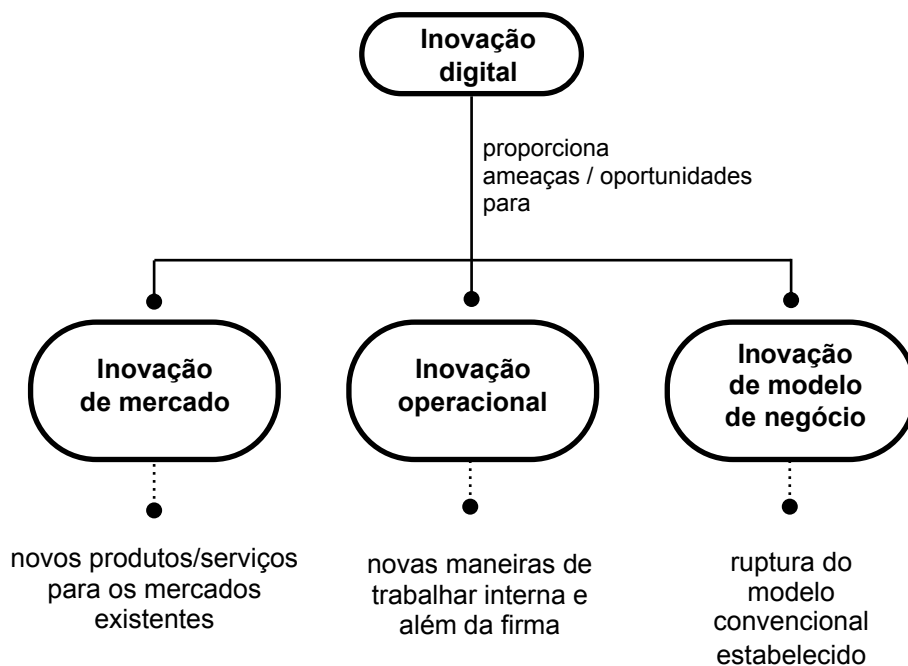 Inovação
digital
proporciona
ameaças / oportunidades
para
Inovação
de mercado
Inovação
operacional
Inovação
de modelo
de negócio
novos produtos/serviços
para os mercados
existentes
novas maneiras de
trabalhar interna e
além da firma
ruptura do
modelo
convencional
estabelecido